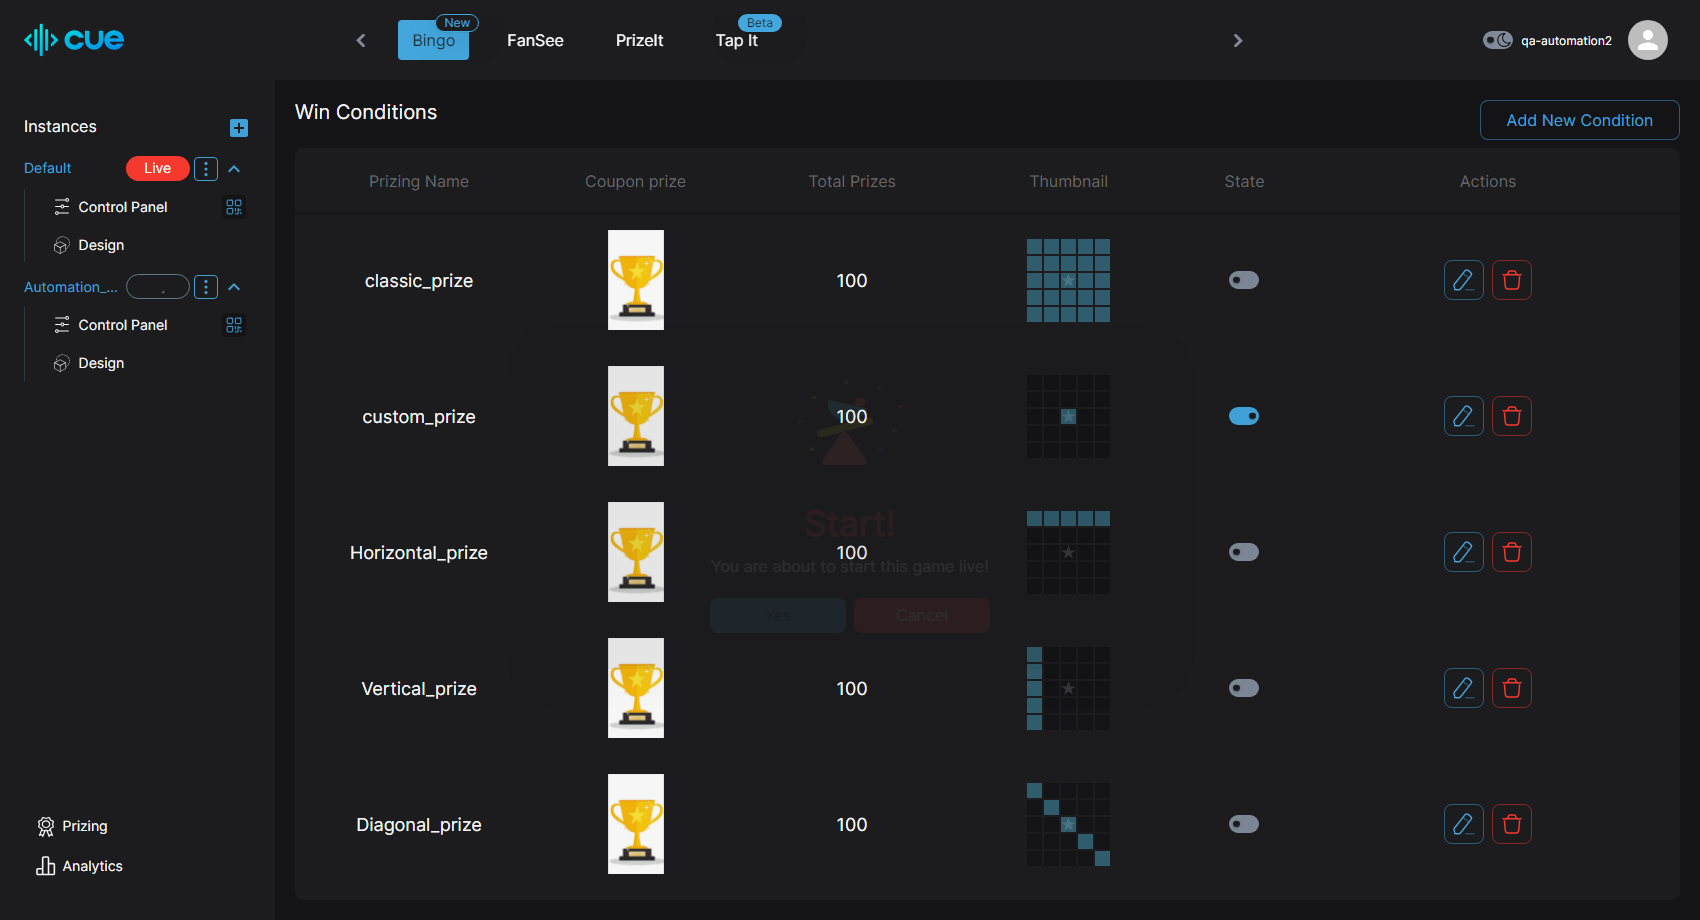 cue
Bingo
New
FanSee
PrizeIt
Tap It
Beta
qa-automation2
Instances
Default
Live
Control Panel
Design
Automation_...
Control Panel
Design
Prizing
Analytics
Win Conditions
Add New Condition
Prizing Name Coupon prize Total Prizes Thumbnail State Actions
classic_prize 100
custom_prize 100
Horizontal_prize 100
Vertical_prize 100
Diagonal_prize 100
Start!
You are about to start this game live!
Yes Cancel